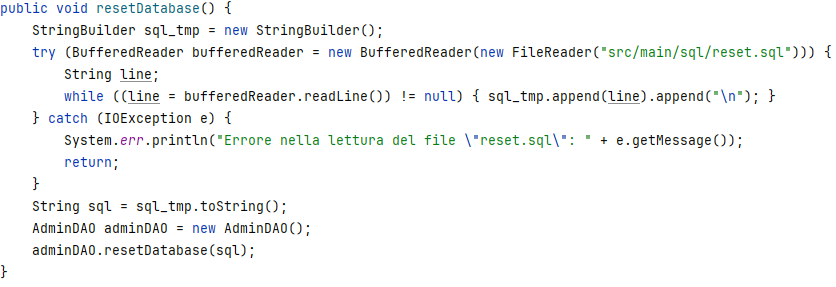 public void resetDatabase() {
    StringBuilder sql_tmp = new StringBuilder();
    try (BufferedReader bufferedReader = new BufferedReader(new FileReader("src/main/sql/reset.sql"))) {
        String line;
        while ((line = bufferedReader.readLine()) != null) { sql_tmp.append(line).append("\n"); }
    } catch (IOException e) {
        System.err.println("Errore nella lettura del file \"reset.sql\": " + e.getMessage());
        return;
    }
    String sql = sql_tmp.toString();
    AdminDAO adminDAO = new AdminDAO();
    adminDAO.resetDatabase(sql);
}